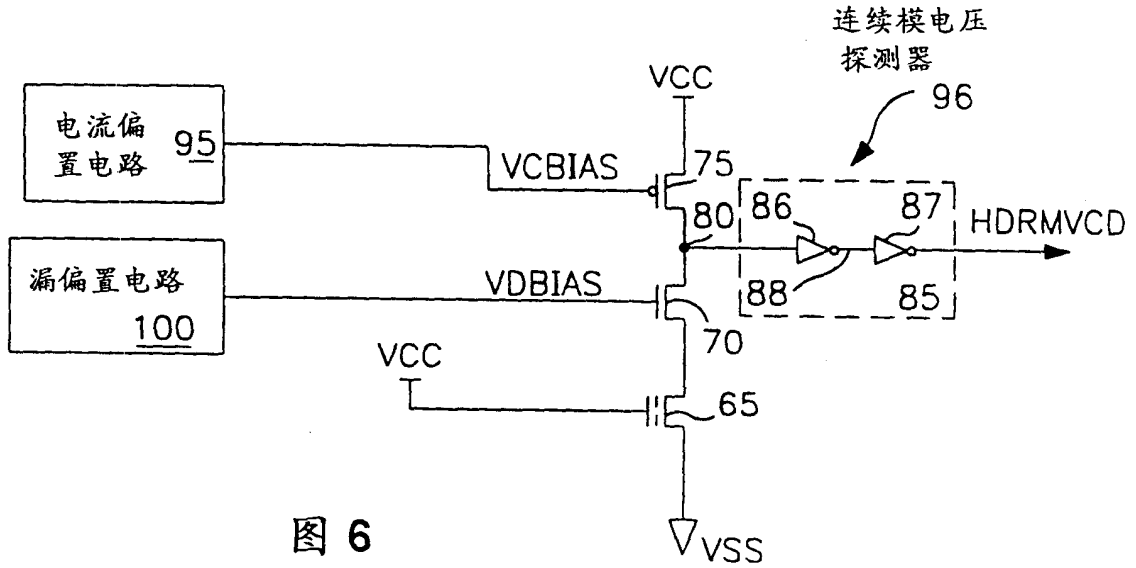 连续模电压
探测器
96
VCC
电流偏
置电路
95
VCBIAS
75
80
86
87
HDRMVCD
88
85
漏偏置电路
100
VDBIAS
70
VCC
65
VSS
图 6